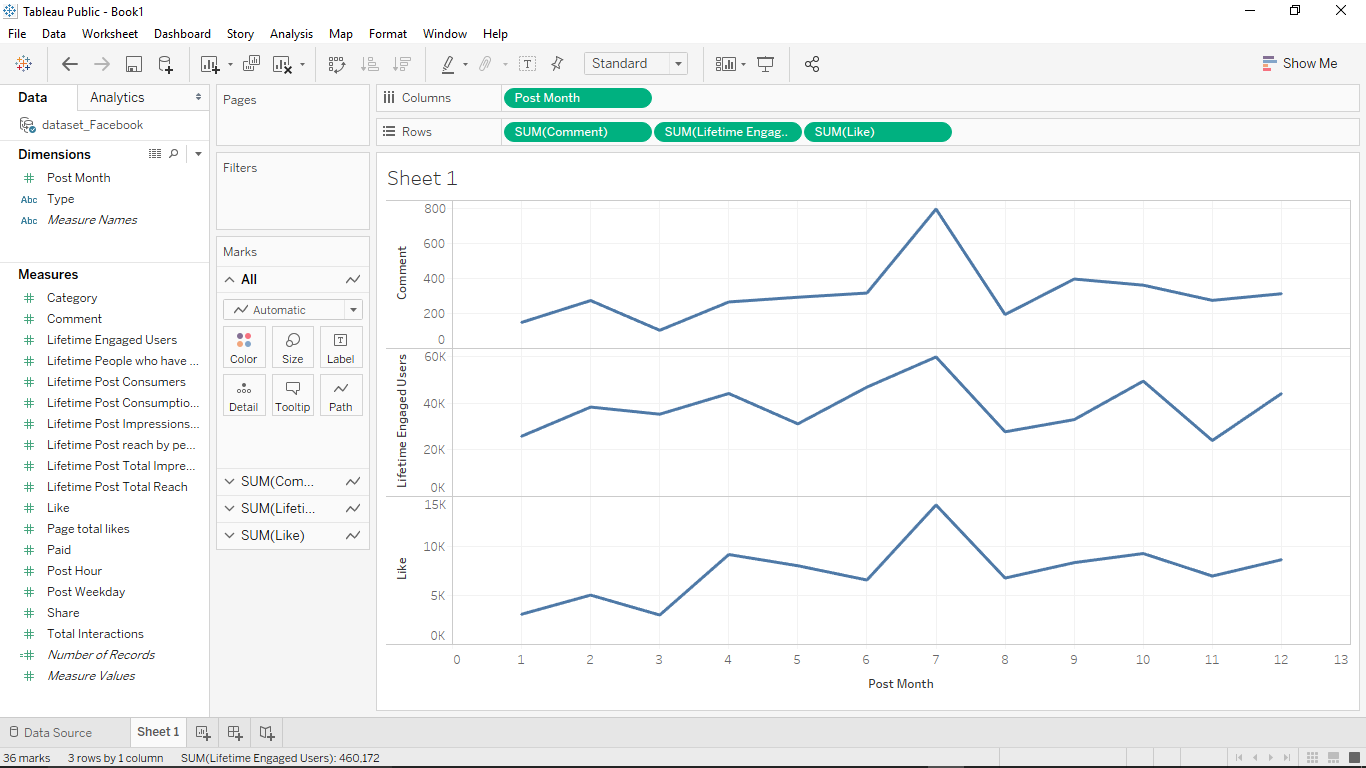 Tableau Public - Book1
File Data Worksheet Dashboard Story Analysis Map Format Window Help
Standard
Show Me
Data Analytics
dataset_Facebook
Dimensions
Post Month
Abc Type
Abc Measure Names
Measures
Category
Comment
Lifetime Engaged Users
Lifetime People who have ...
Lifetime Post Consumers
Lifetime Post Consumptio...
Lifetime Post Impressions...
Lifetime Post reach by pe...
Lifetime Post Total Impre...
Lifetime Post Total Reach
Like
Page total likes
Paid
Post Hour
Post Weekday
Share
Total Interactions
Number of Records
Measure Values
Pages
Filters
Marks
All
Automatic
Color Size Label
Detail Tooltip Path
SUM(Com...
SUM(Lifeti...
SUM(Like)
Columns Post Month
Rows SUM(Comment) SUM(Lifetime Engag.. SUM(Like)
Sheet 1
Comment
800
600
400
200
0
Lifetime Engaged Users
60K
40K
20K
0K
Like
15K
10K
5K
0K
0 1 2 3 4 5 6 7 8 9 10 11 12 13
Post Month
Data Source Sheet 1
36 marks 3 rows by 1 column SUM(Lifetime Engaged Users): 460,172